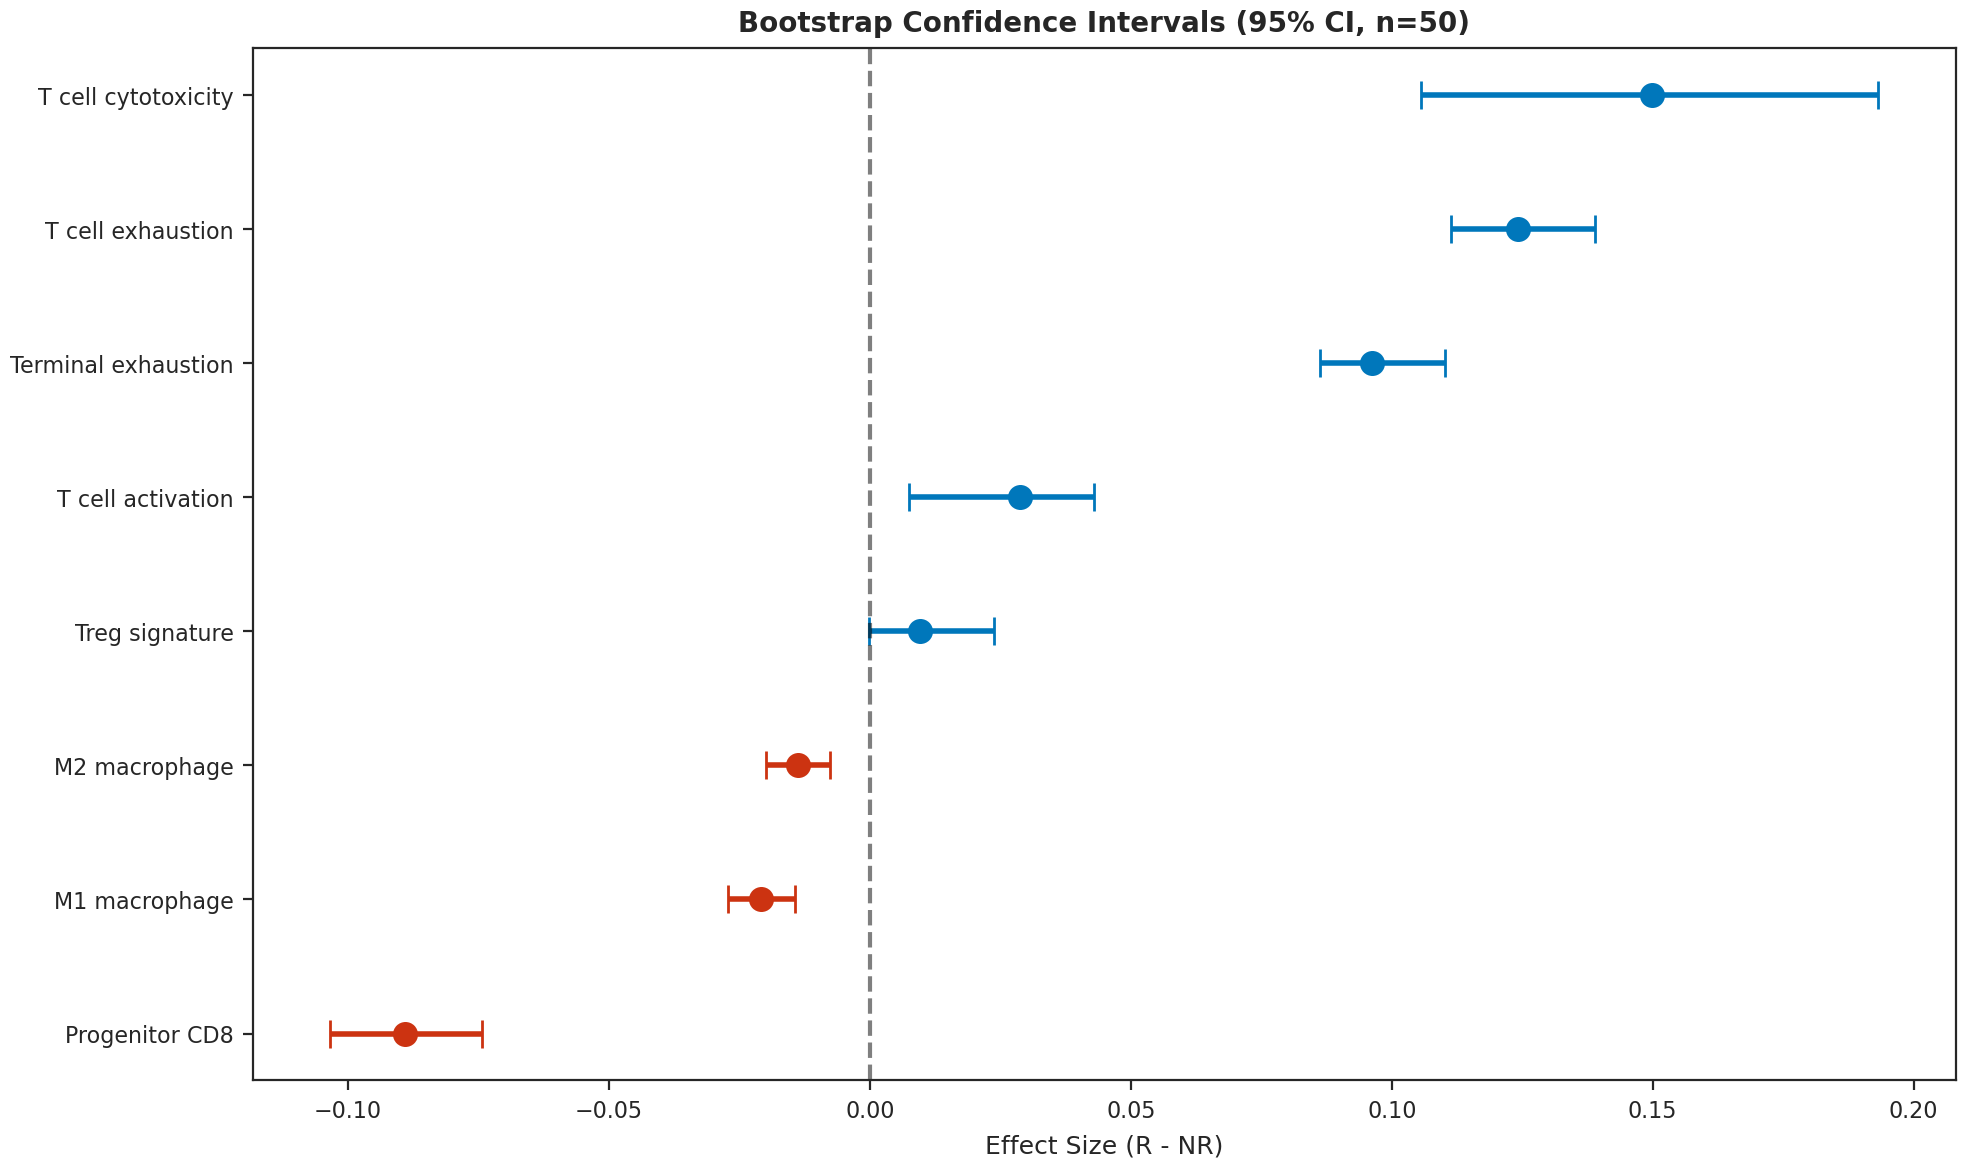 Bootstrap Confidence Intervals (95% CI, n=50)
T cell cytotoxicity
T cell exhaustion
Terminal exhaustion
T cell activation
Treg signature
M2 macrophage
M1 macrophage
Progenitor CD8
−0.10 −0.05 0.00 0.05 0.10 0.15 0.20
Effect Size (R - NR)